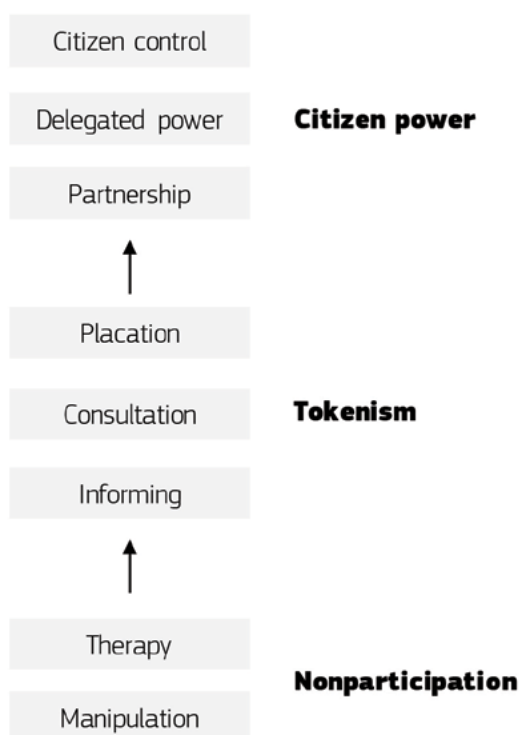 Citizen control
Delegated power
Citizen power
Partnership
Placation
Consultation
Tokenism
Informing
Therapy
Nonparticipation
Manipulation